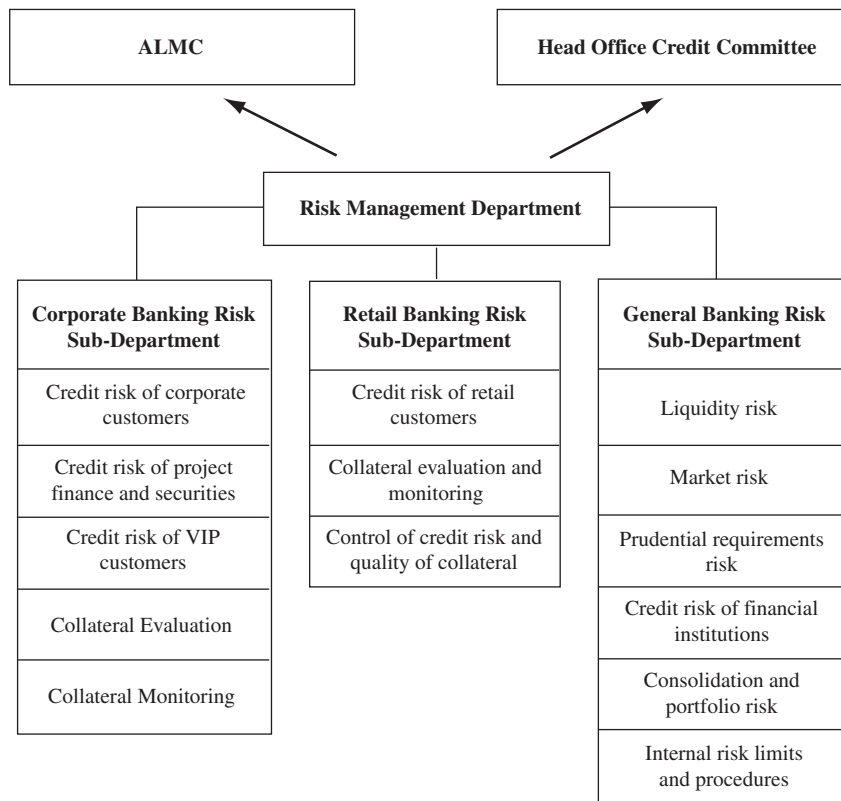 ALMC
Head Office Credit Committee
Risk Management Department
Corporate Banking Risk
Sub-Department
Credit risk of corporate
customers
Credit risk of project
finance and securities
Credit risk of VIP
customers
Collateral Evaluation
Collateral Monitoring
Retail Banking Risk
Sub-Department
Credit risk of retail
customers
Collateral evaluation and
monitoring
Control of credit risk and
quality of collateral
General Banking Risk
Sub-Department
Liquidity risk
Market risk
Prudential requirements
risk
Credit risk of financial
institutions
Consolidation and
portfolio risk
Internal risk limits
and procedures